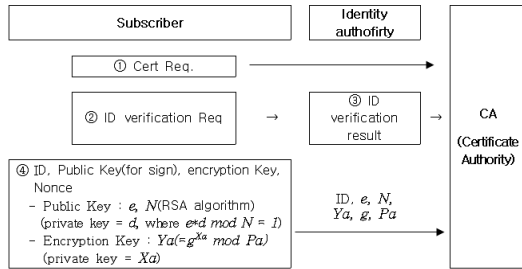 Subscriber
Identity
authofirty
① Cert Req.
② ID verification Req
→
③ ID
verification
result
→
CA
(Certificate
Authority)
④ ID, Public Key(for sign), encryption Key,
Nonce
- Public Key : e, N(RSA algorithm)
(private key = d, where e*d mod N = 1)
- Encryption Key : Ya(=g^Xa mod Pa)
(private key = Xa)
ID, e, N,
Ya, g, Pa